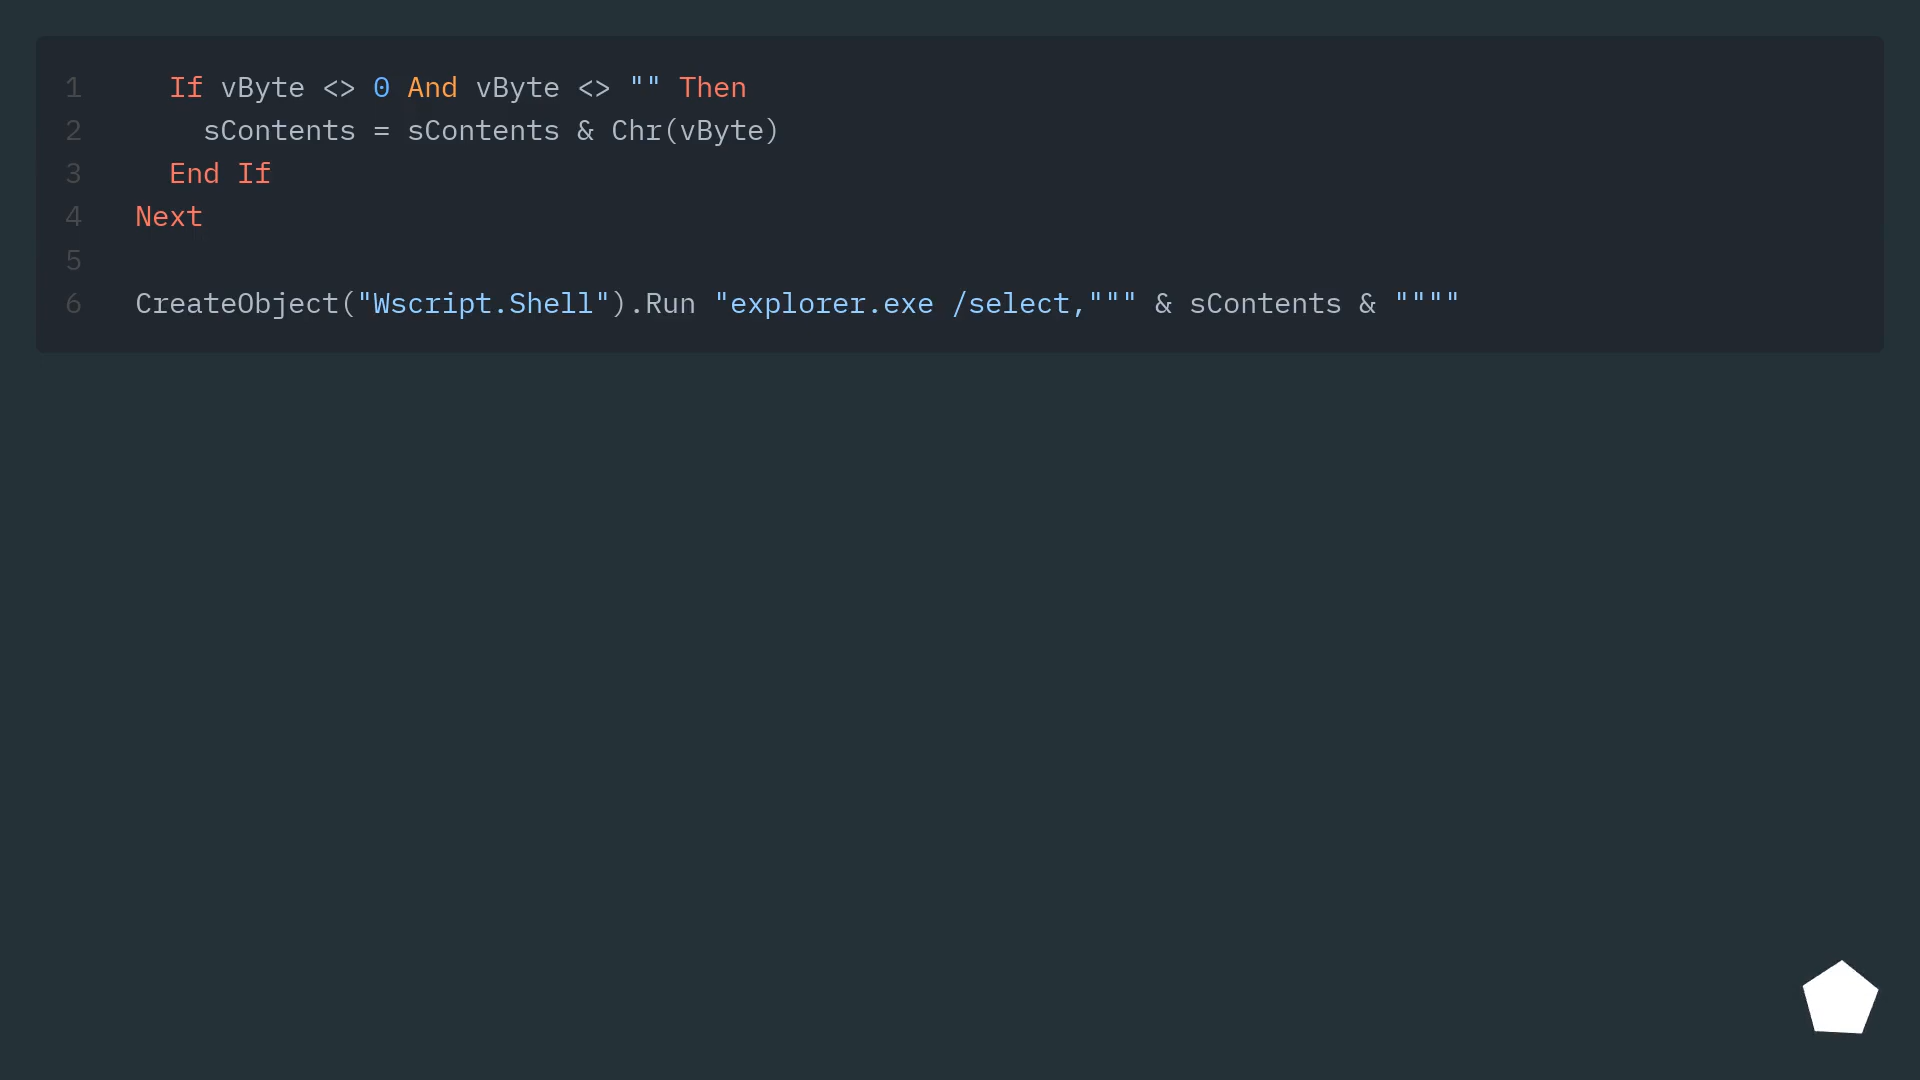 1 If vByte <> 0 And vByte <> "" Then
2 sContents = sContents & Chr(vByte)
3 End If
4 Next
5
6 CreateObject("Wscript.Shell").Run "explorer.exe /select,""" & sContents & """"